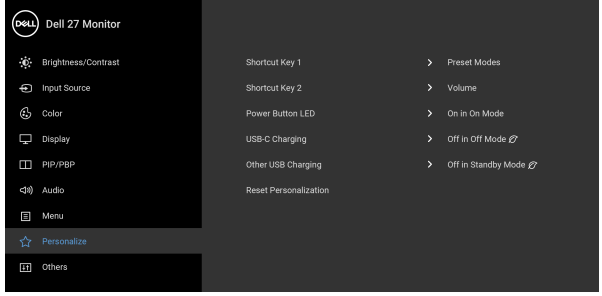 DELL Dell 27 Monitor
Brightness/Contrast
Input Source
Color
Display
PIP/PBP
Audio
Menu
Personalize
Others
Shortcut Key 1 Preset Modes
Shortcut Key 2 Volume
Power Button LED On in On Mode
USB-C Charging Off in Off Mode
Other USB Charging Off in Standby Mode
Reset Personalization